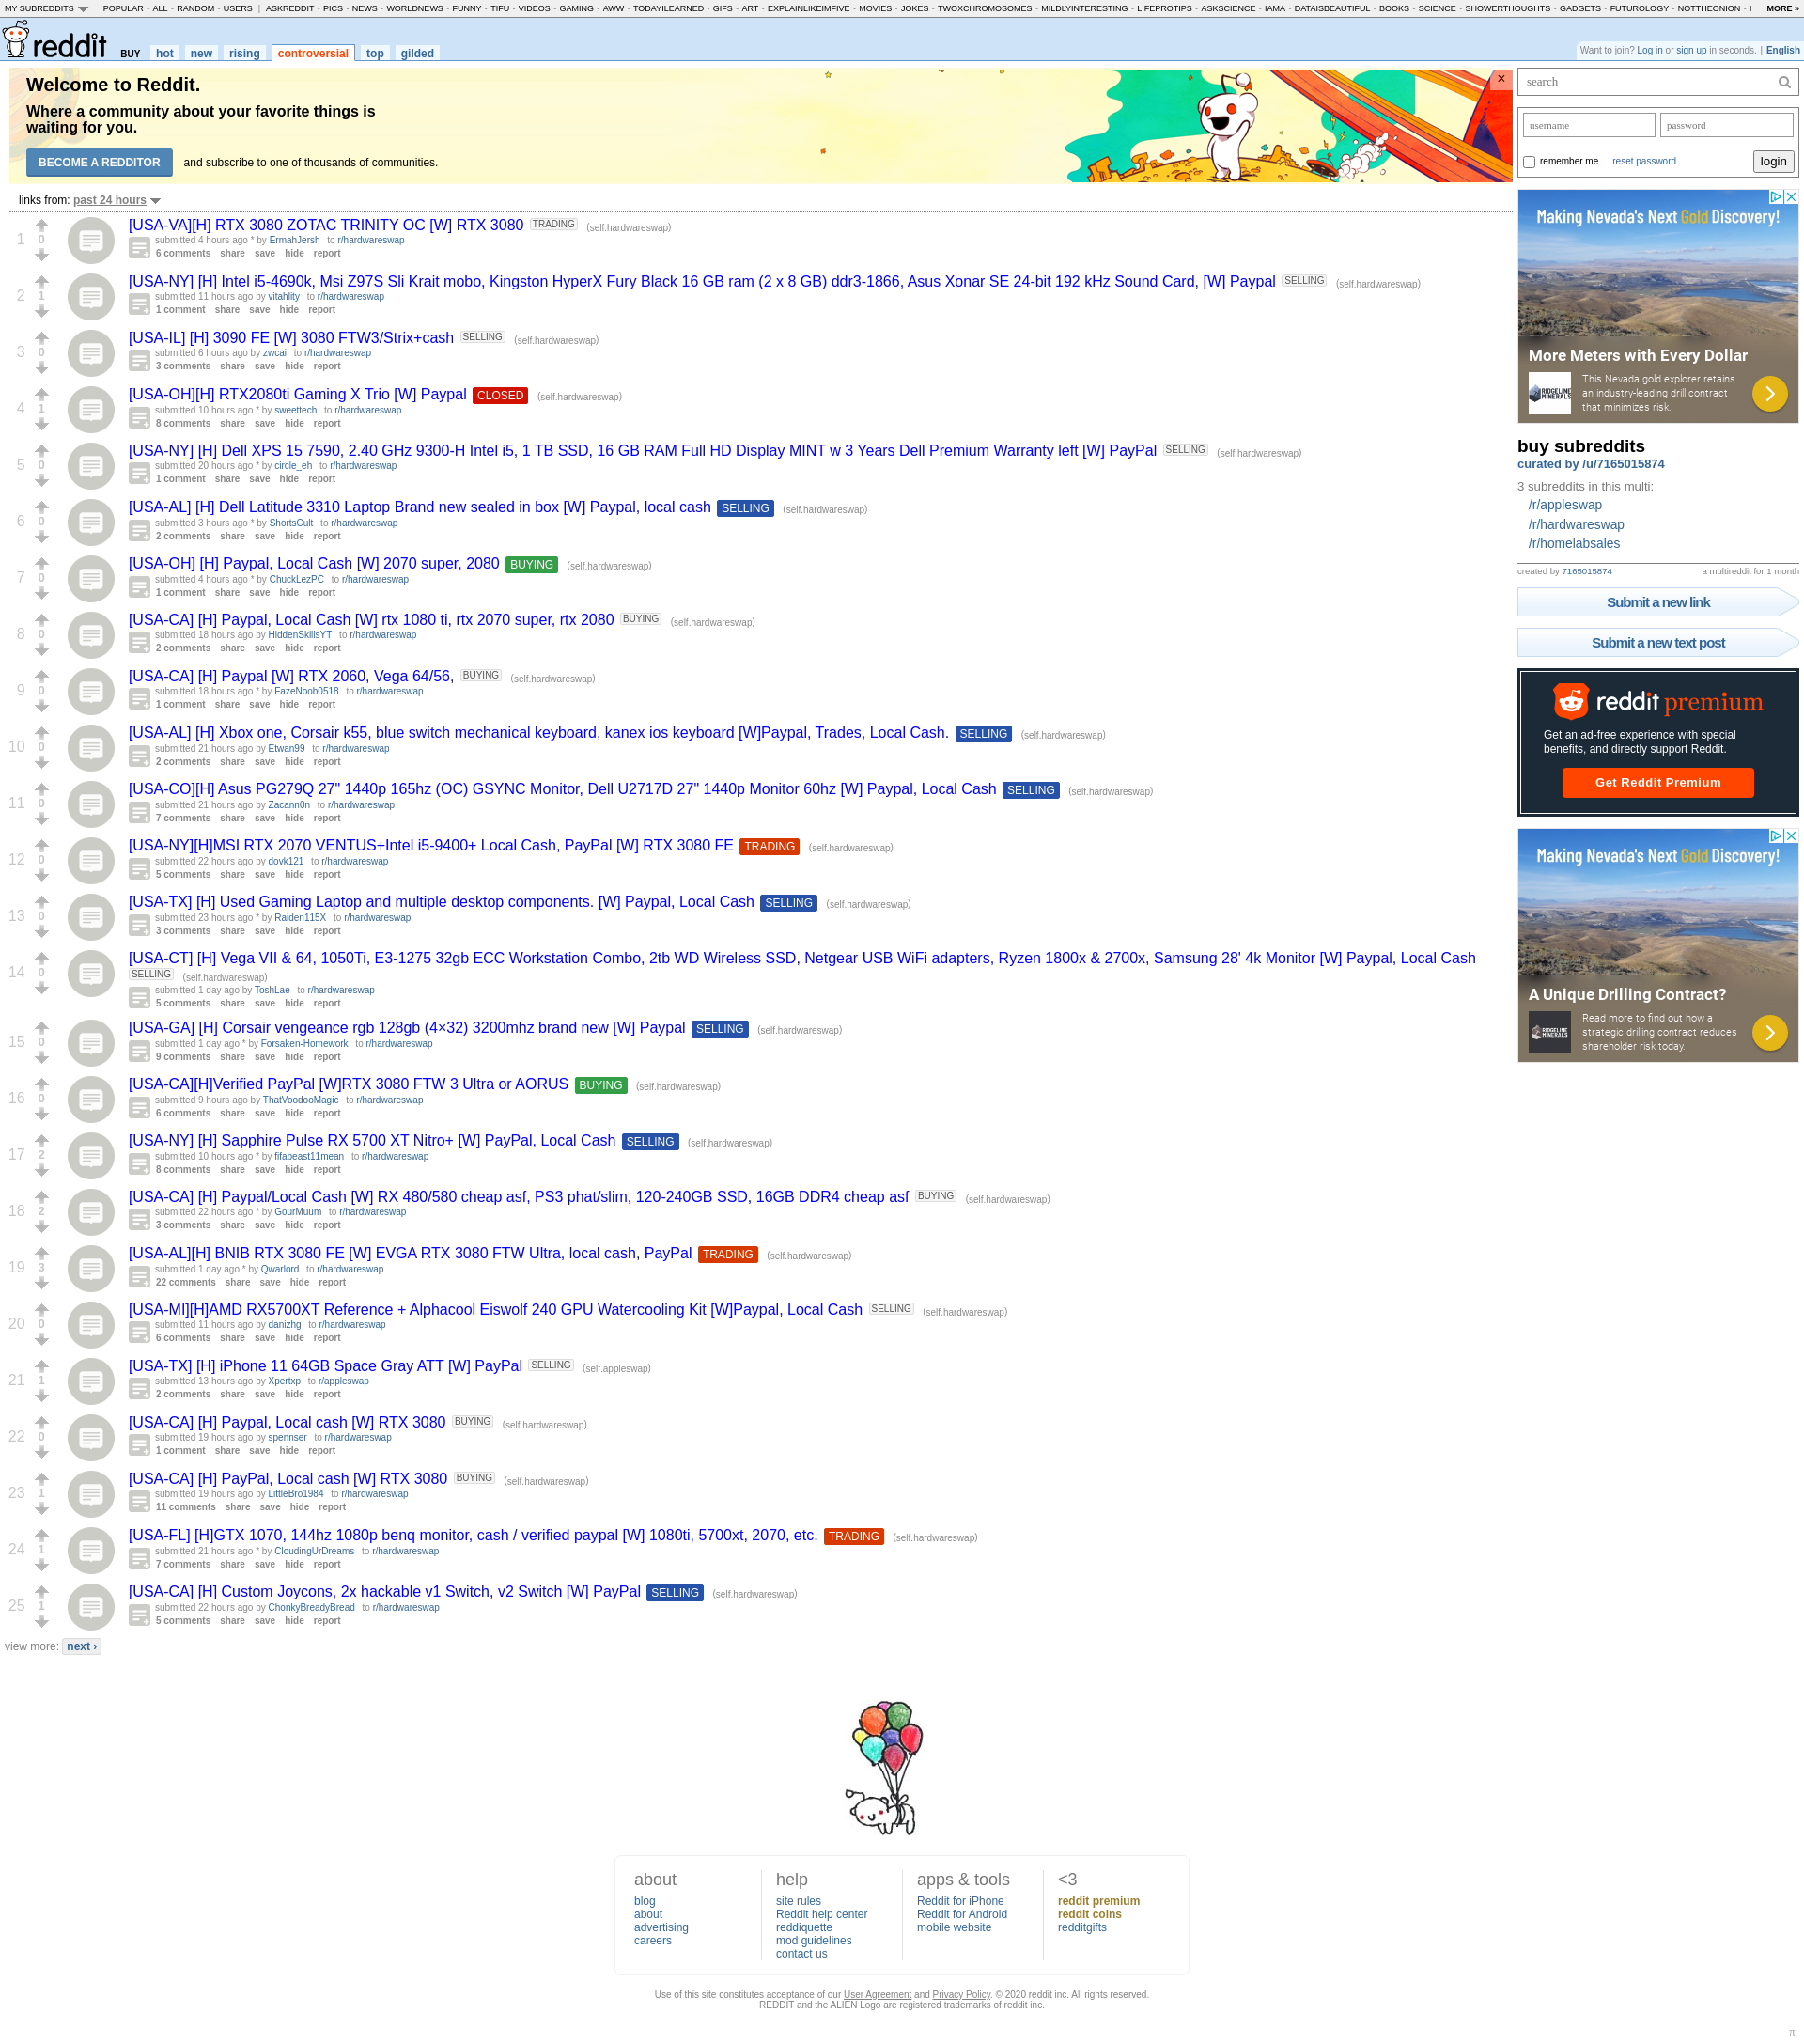 MY SUBREDDITS POPULAR - ALL - RANDOM - USERS | ASKREDDIT - PICS - NEWS - WORLDNEWS - FUNNY - TIFU - VIDEOS - GAMING - AWW - TODAYILEARNED - GIFS - ART - EXPLAINLIKEIMFIVE - MOVIES - JOKES - TWOXCHROMOSOMES - MILDLYINTERESTING - LIFEPROTIPS - ASKSCIENCE - IAMA - DATAISBEAUTIFUL - BOOKS - SCIENCE - SHOWERTHOUGHTS - GADGETS - FUTUROLOGY - NOTTHEONION - MORE »
reddit BUY hot new rising controversial top gilded
Want to join? Log in or sign up in seconds. | English
Welcome to Reddit.
Where a community about your favorite things is
waiting for you.
BECOME A REDDITOR and subscribe to one of thousands of communities.
links from: past 24 hours
1 0 [USA-VA][H] RTX 3080 ZOTAC TRINITY OC [W] RTX 3080 TRADING (self.hardwareswap)
submitted 4 hours ago * by ErmahJersh to r/hardwareswap
6 comments share save hide report
2 1 [USA-NY] [H] Intel i5-4690k, Msi Z97S Sli Krait mobo, Kingston HyperX Fury Black 16 GB ram (2 x 8 GB) ddr3-1866, Asus Xonar SE 24-bit 192 kHz Sound Card, [W] Paypal SELLING (self.hardwareswap)
submitted 11 hours ago by vitahlity to r/hardwareswap
1 comment share save hide report
3 0 [USA-IL] [H] 3090 FE [W] 3080 FTW3/Strix+cash SELLING (self.hardwareswap)
submitted 6 hours ago by zwcai to r/hardwareswap
3 comments share save hide report
4 1 [USA-OH][H] RTX2080ti Gaming X Trio [W] Paypal CLOSED (self.hardwareswap)
submitted 10 hours ago * by sweettech to r/hardwareswap
8 comments share save hide report
5 0 [USA-NY] [H] Dell XPS 15 7590, 2.40 GHz 9300-H Intel i5, 1 TB SSD, 16 GB RAM Full HD Display MINT w 3 Years Dell Premium Warranty left [W] PayPal SELLING (self.hardwareswap)
submitted 20 hours ago * by circle_eh to r/hardwareswap
1 comment share save hide report
6 0 [USA-AL] [H] Dell Latitude 3310 Laptop Brand new sealed in box [W] Paypal, local cash SELLING (self.hardwareswap)
submitted 3 hours ago * by ShortsCult to r/hardwareswap
2 comments share save hide report
7 0 [USA-OH] [H] Paypal, Local Cash [W] 2070 super, 2080 BUYING (self.hardwareswap)
submitted 4 hours ago * by ChuckLezPC to r/hardwareswap
1 comment share save hide report
8 0 [USA-CA] [H] Paypal, Local Cash [W] rtx 1080 ti, rtx 2070 super, rtx 2080 BUYING (self.hardwareswap)
submitted 18 hours ago by HiddenSkillsYT to r/hardwareswap
2 comments share save hide report
9 0 [USA-CA] [H] Paypal [W] RTX 2060, Vega 64/56, BUYING (self.hardwareswap)
submitted 18 hours ago * by FazeNoob0518 to r/hardwareswap
1 comment share save hide report
10 0 [USA-AL] [H] Xbox one, Corsair k55, blue switch mechanical keyboard, kanex ios keyboard [W]Paypal, Trades, Local Cash. SELLING (self.hardwareswap)
submitted 21 hours ago by Etwan99 to r/hardwareswap
2 comments share save hide report
11 0 [USA-CO][H] Asus PG279Q 27" 1440p 165hz (OC) GSYNC Monitor, Dell U2717D 27" 1440p Monitor 60hz [W] Paypal, Local Cash SELLING (self.hardwareswap)
submitted 21 hours ago by Zacann0n to r/hardwareswap
7 comments share save hide report
12 0 [USA-NY][H]MSI RTX 2070 VENTUS+Intel i5-9400+ Local Cash, PayPal [W] RTX 3080 FE TRADING (self.hardwareswap)
submitted 22 hours ago by dovk121 to r/hardwareswap
5 comments share save hide report
13 0 [USA-TX] [H] Used Gaming Laptop and multiple desktop components. [W] Paypal, Local Cash SELLING (self.hardwareswap)
submitted 23 hours ago * by Raiden115X to r/hardwareswap
3 comments share save hide report
14 0 [USA-CT] [H] Vega VII & 64, 1050Ti, E3-1275 32gb ECC Workstation Combo, 2tb WD Wireless SSD, Netgear USB WiFi adapters, Ryzen 1800x & 2700x, Samsung 28' 4k Monitor [W] Paypal, Local Cash
SELLING (self.hardwareswap)
submitted 1 day ago by ToshLae to r/hardwareswap
5 comments share save hide report
15 0 [USA-GA] [H] Corsair vengeance rgb 128gb (4×32) 3200mhz brand new [W] Paypal SELLING (self.hardwareswap)
submitted 1 day ago * by Forsaken-Homework to r/hardwareswap
9 comments share save hide report
16 0 [USA-CA][H]Verified PayPal [W]RTX 3080 FTW 3 Ultra or AORUS BUYING (self.hardwareswap)
submitted 9 hours ago by ThatVoodooMagic to r/hardwareswap
6 comments share save hide report
17 2 [USA-NY] [H] Sapphire Pulse RX 5700 XT Nitro+ [W] PayPal, Local Cash SELLING (self.hardwareswap)
submitted 10 hours ago * by fifabeast11mean to r/hardwareswap
8 comments share save hide report
18 2 [USA-CA] [H] Paypal/Local Cash [W] RX 480/580 cheap asf, PS3 phat/slim, 120-240GB SSD, 16GB DDR4 cheap asf BUYING (self.hardwareswap)
submitted 22 hours ago * by GourMuum to r/hardwareswap
3 comments share save hide report
19 3 [USA-AL][H] BNIB RTX 3080 FE [W] EVGA RTX 3080 FTW Ultra, local cash, PayPal TRADING (self.hardwareswap)
submitted 1 day ago * by Qwarlord to r/hardwareswap
22 comments share save hide report
20 0 [USA-MI][H]AMD RX5700XT Reference + Alphacool Eiswolf 240 GPU Watercooling Kit [W]Paypal, Local Cash SELLING (self.hardwareswap)
submitted 11 hours ago by danizhg to r/hardwareswap
6 comments share save hide report
21 1 [USA-TX] [H] iPhone 11 64GB Space Gray ATT [W] PayPal SELLING (self.appleswap)
submitted 13 hours ago by Xpertxp to r/appleswap
2 comments share save hide report
22 0 [USA-CA] [H] Paypal, Local cash [W] RTX 3080 BUYING (self.hardwareswap)
submitted 19 hours ago by spennser to r/hardwareswap
1 comment share save hide report
23 1 [USA-CA] [H] PayPal, Local cash [W] RTX 3080 BUYING (self.hardwareswap)
submitted 19 hours ago by LittleBro1984 to r/hardwareswap
11 comments share save hide report
24 1 [USA-FL] [H]GTX 1070, 144hz 1080p benq monitor, cash / verified paypal [W] 1080ti, 5700xt, 2070, etc. TRADING (self.hardwareswap)
submitted 21 hours ago * by CloudingUrDreams to r/hardwareswap
7 comments share save hide report
25 1 [USA-CA] [H] Custom Joycons, 2x hackable v1 Switch, v2 Switch [W] PayPal SELLING (self.hardwareswap)
submitted 22 hours ago by ChonkyBreadyBread to r/hardwareswap
5 comments share save hide report
view more: next ›
search
username password
remember me reset password login
Making Nevada's Next Gold Discovery!
More Meters with Every Dollar
RIDGELINE MINERALS
This Nevada gold explorer retains
an industry-leading drill contract
that minimizes risk.
buy subreddits
curated by /u/7165015874
3 subreddits in this multi:
/r/appleswap
/r/hardwareswap
/r/homelabsales
created by 7165015874 a multireddit for 1 month
Submit a new link
Submit a new text post
reddit premium
Get an ad-free experience with special
benefits, and directly support Reddit.
Get Reddit Premium
Making Nevada's Next Gold Discovery!
A Unique Drilling Contract?
RIDGELINE MINERALS
Read more to find out how a
strategic drilling contract reduces
shareholder risk today.
about
blog
about
advertising
careers
help
site rules
Reddit help center
reddiquette
mod guidelines
contact us
apps & tools
Reddit for iPhone
Reddit for Android
mobile website
<3
reddit premium
reddit coins
redditgifts
Use of this site constitutes acceptance of our User Agreement and Privacy Policy. © 2020 reddit inc. All rights reserved.
REDDIT and the ALIEN Logo are registered trademarks of reddit inc.
π